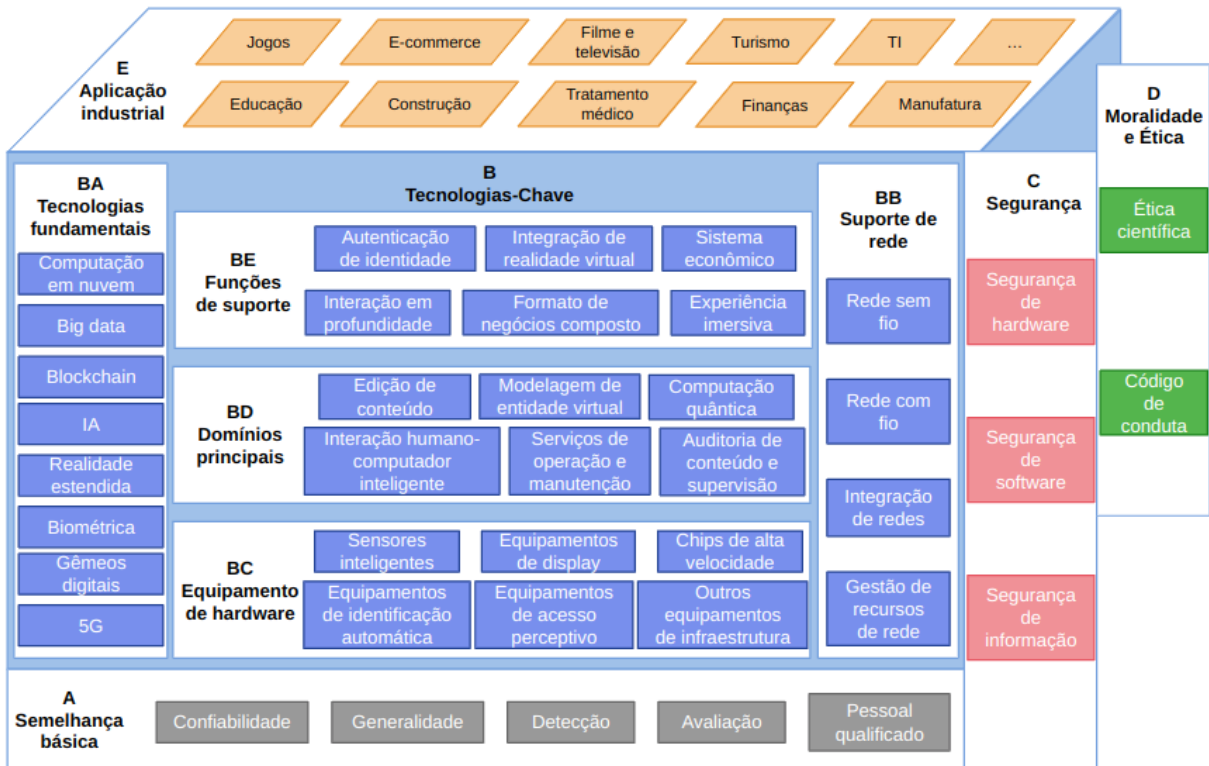 E
Aplicação
industrial
Jogos
E-commerce
Filme e
televisão
Turismo
TI
...
Educação
Construção
Tratamento
médico
Finanças
Manufatura
D
Moralidade
e Ética
Ética
científica
Código
de
conduta
BA
Tecnologias
fundamentais
Computação
em nuvem
Big data
Blockchain
IA
Realidade
estendida
Biométrica
Gêmeos
digitais
5G
B
Tecnologias-Chave
BE
Funções
de suporte
Autenticação
de identidade
Integração de
realidade virtual
Sistema
econômico
Interação em
profundidade
Formato de
negócios composto
Experiência
imersiva
BD
Domínios
principais
Edição de
conteúdo
Modelagem de
entidade virtual
Computação
quântica
Interação humano-
computador
inteligente
Serviços de
operação e
manutenção
Auditoria de
conteúdo e
supervisão
BC
Equipamento
de hardware
Sensores
inteligentes
Equipamentos
de display
Chips de alta
velocidade
Equipamentos
de identificação
automática
Equipamentos
de acesso
perceptivo
Outros
equipamentos
de infraestrutura
BB
Suporte de
rede
Rede sem
fio
Rede com
fio
Integração
de redes
Gestão de
recursos
de rede
C
Segurança
Segurança
de
hardware
Segurança
de
software
Segurança
de
informação
A
Semelhança
básica
Confiabilidade
Generalidade
Detecção
Avaliação
Pessoal
qualificado